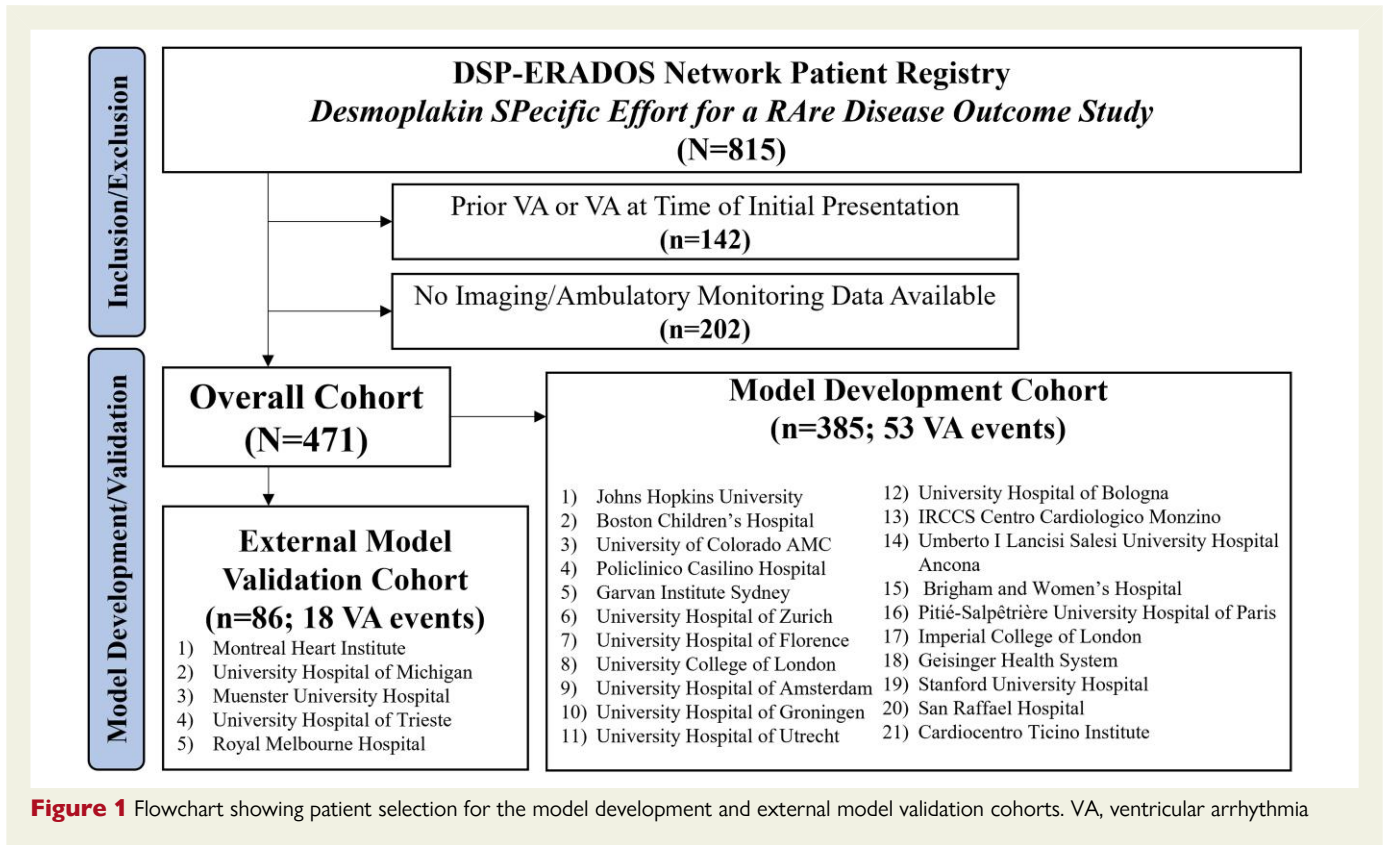 Inclusion/Exclusion
DSP-ERADOS Network Patient Registry
Desmoplakin SPecific Effort for a RAre Disease Outcome Study
(N=815)
Prior VA or VA at Time of Initial Presentation
(n=142)
No Imaging/Ambulatory Monitoring Data Available
(n=202)
Model Development/Validation
Overall Cohort
(N=471)
External Model
Validation Cohort
(n=86; 18 VA events)
1) Montreal Heart Institute
2) University Hospital of Michigan
3) Muenster University Hospital
4) University Hospital of Trieste
5) Royal Melbourne Hospital
Model Development Cohort
(n=385; 53 VA events)
1) Johns Hopkins University
2) Boston Children's Hospital
3) University of Colorado AMC
4) Policlinico Casilino Hospital
5) Garvan Institute Sydney
6) University Hospital of Zurich
7) University Hospital of Florence
8) University College of London
9) University Hospital of Amsterdam
10) University Hospital of Groningen
11) University Hospital of Utrecht
12) University Hospital of Bologna
13) IRCCS Centro Cardiologico Monzino
14) Umberto I Lancisi Salesi University Hospital
Ancona
15) Brigham and Women's Hospital
16) Pitié-Salpêtrière University Hospital of Paris
17) Imperial College of London
18) Geisinger Health System
19) Stanford University Hospital
20) San Raffael Hospital
21) Cardiocentro Ticino Institute
Figure 1 Flowchart showing patient selection for the model development and external model validation cohorts. VA, ventricular arrhythmia